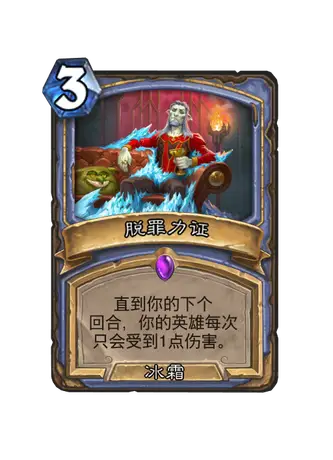 3
脱罪力证
直到你的下个
回合，你的英雄每次
只会受到1点伤害。
冰霜